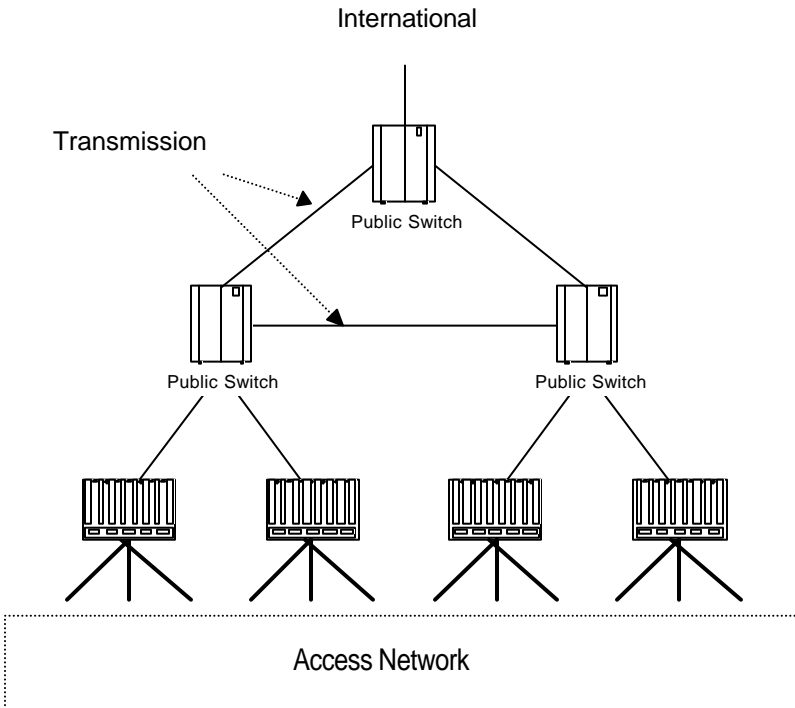 International
Transmission
Public Switch
Public Switch
Public Switch
Access Network